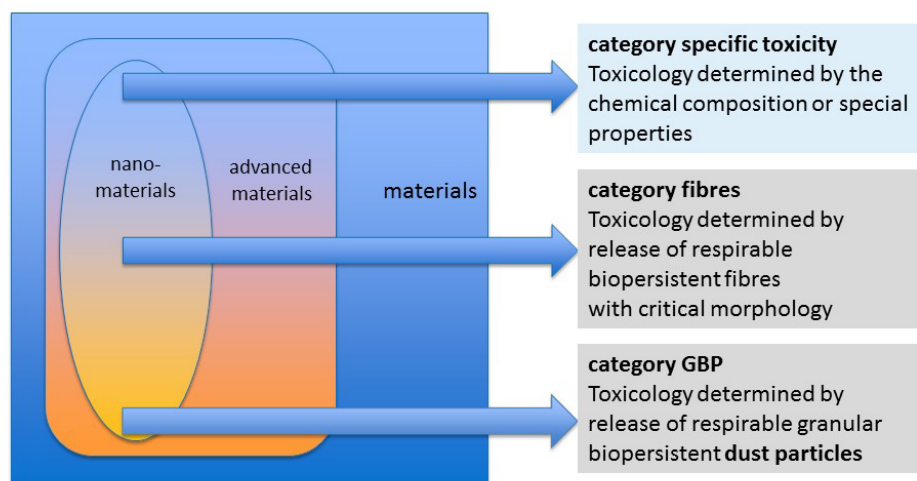 nano-
materials
advanced
materials
materials
category specific toxicity
Toxicology determined by the
chemical composition or special
properties
category fibres
Toxicology determined by
release of respirable
biopersistent fibres
with critical morphology
category GBP
Toxicology determined by
release of respirable granular
biopersistent dust particles